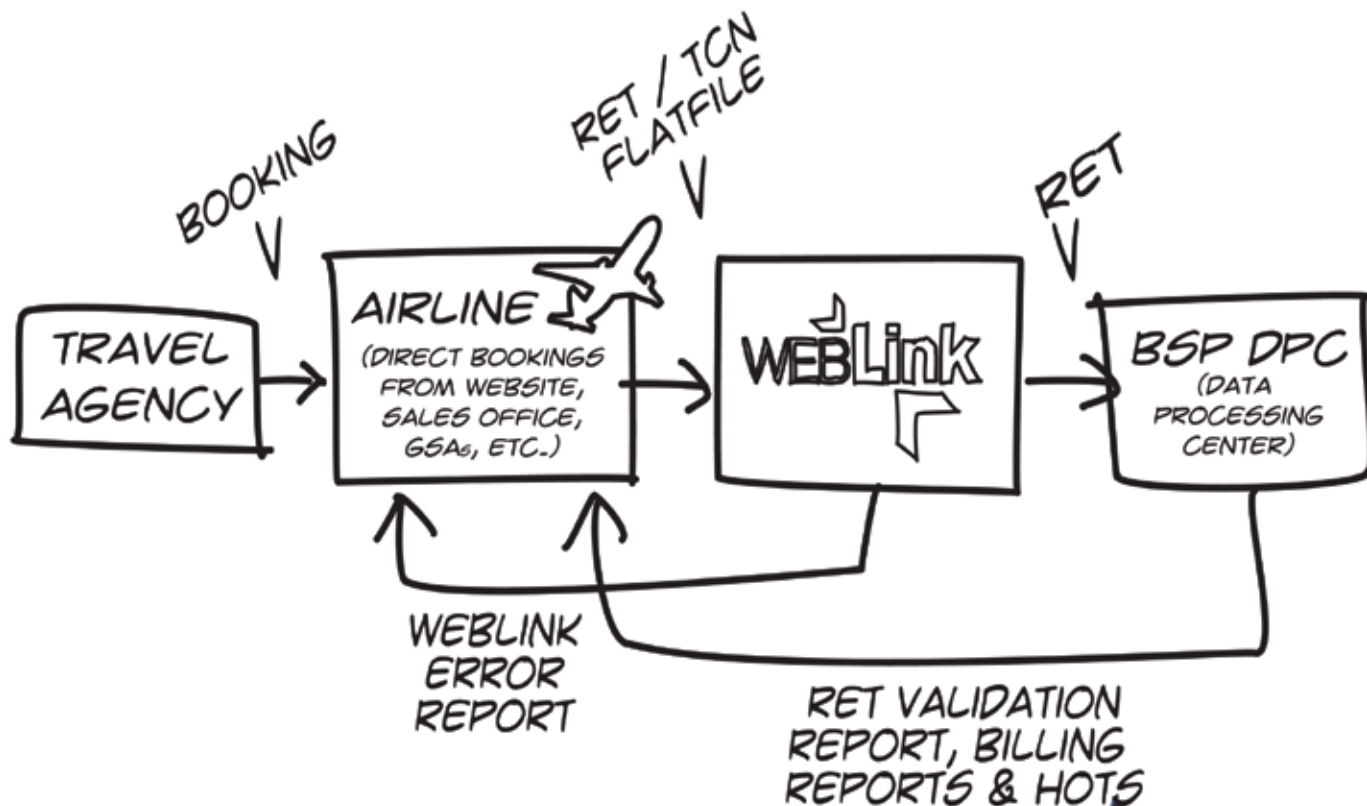 BOOKING
RET / TCN
FLATFILE
RET
TRAVEL
AGENCY
AIRLINE
(DIRECT BOOKINGS
FROM WEBSITE,
SALES OFFICE,
GSAs, ETC..)
WEBLink
BSP DPC
(DATA
PROCESSING
CENTER)
WEBLINK
ERROR
REPORT
RET VALIDATION
REPORT, BILLING
REPORTS & HOTS